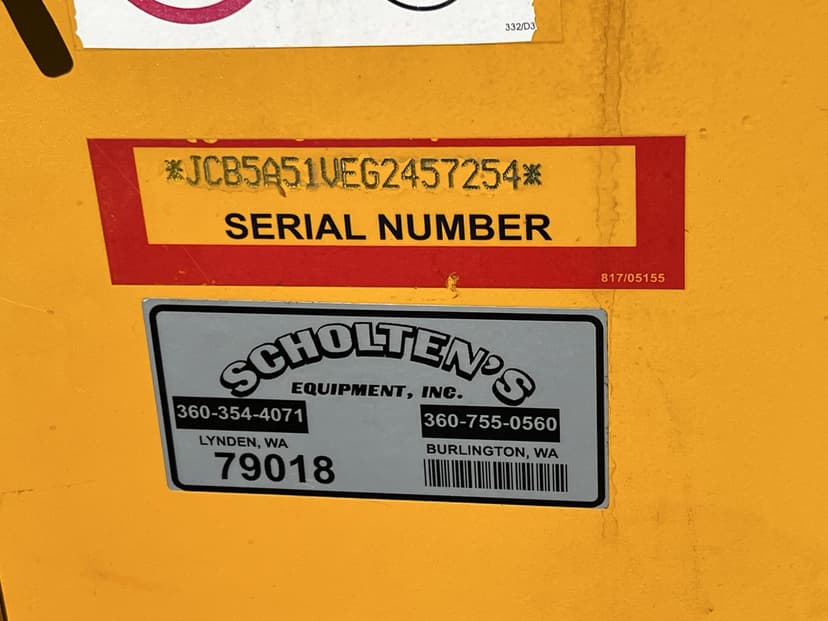 332/D3
*JCB5A51VEG2457254*
SERIAL NUMBER
817/05155
SCHOLTEN'S
EQUIPMENT, INC.
360-354-4071
360-755-0560
LYNDEN, WA
BURLINGTON, WA
79018